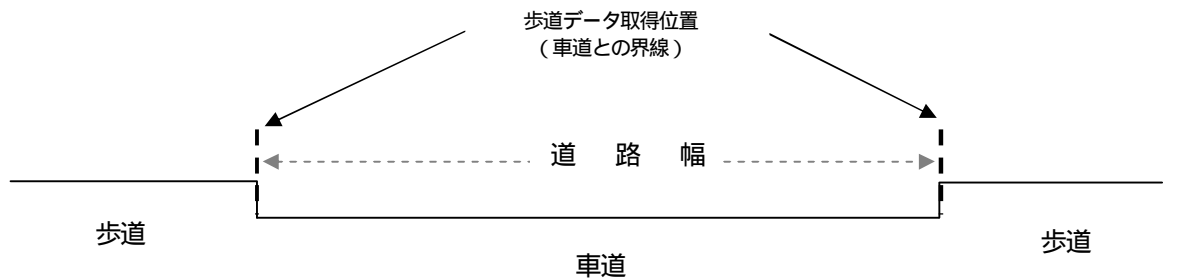 歩道データ取得位置
(車道との界線)
道 路 幅
歩道
歩道
車道